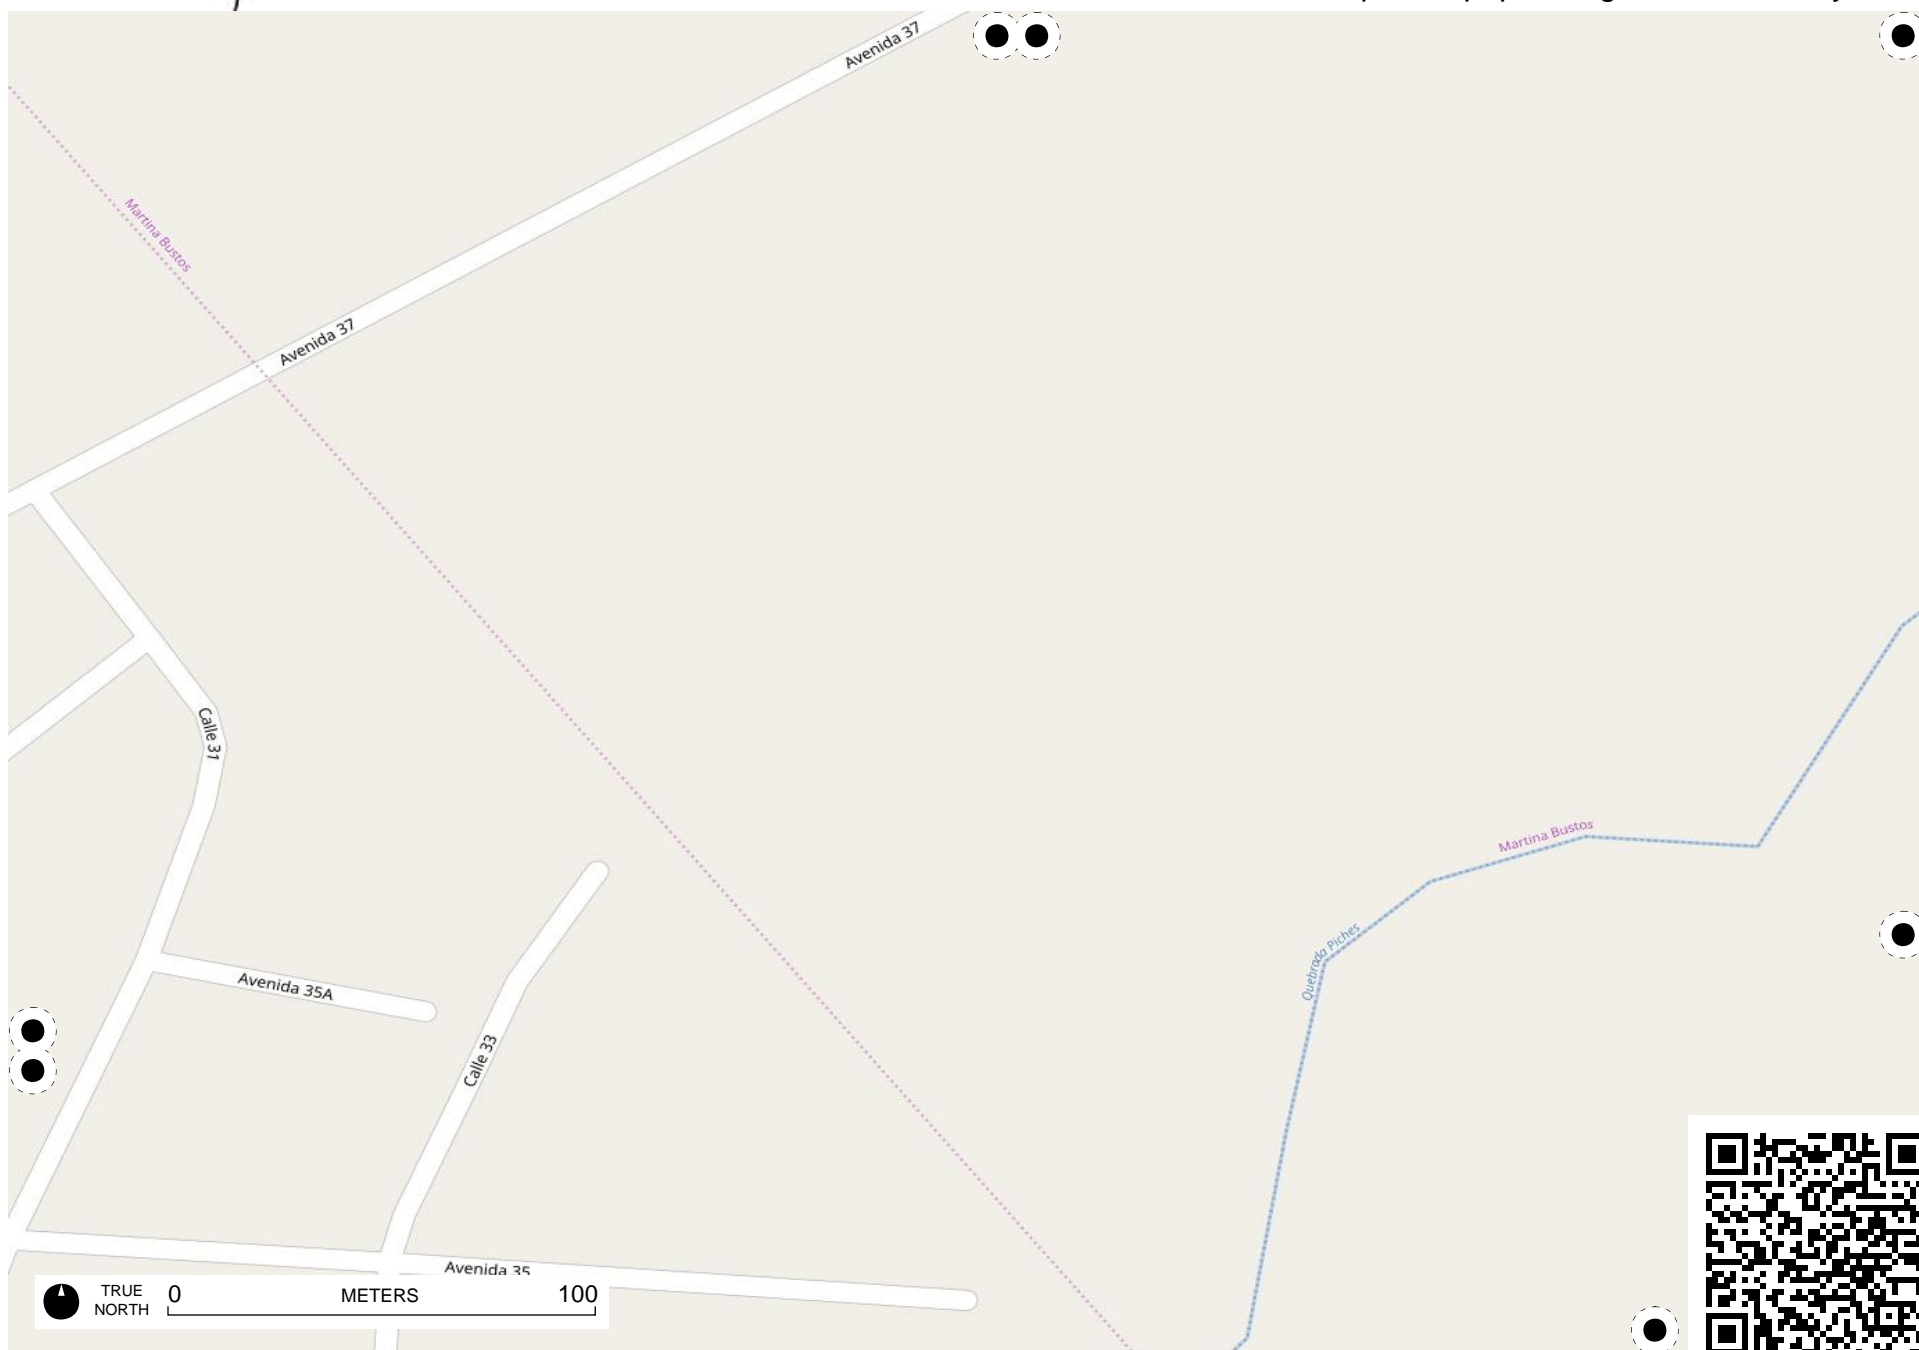 Avenida 37
Martina Bustos
Avenida 37
Calle 31
Martina Bustos
Quebrada Piches
Avenida 35A
Calle 33
Avenida 35
TRUE
NORTH
0 METERS 100